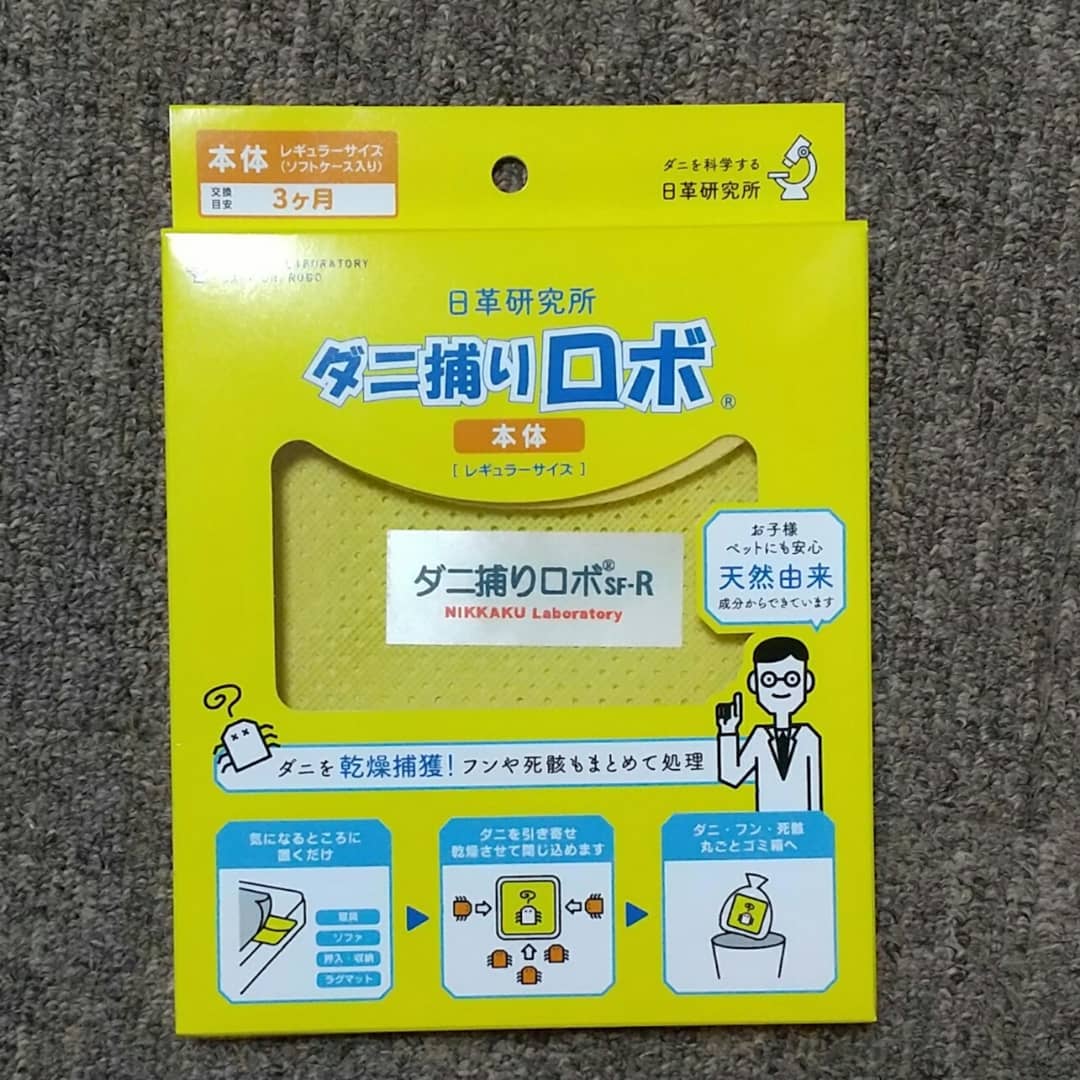 本体 レギュラーサイズ
(ソフトケース入り)
交換
目安 3ヶ月
ダニを科学する
日革研究所
LABORATORY
日革研究所
ダニ捕りロボ®
本体
[レギュラーサイズ]
ダニ捕りロボ®SF-R
NIKKAKU Laboratory
お子様
ペットにも安心
天然由来
成分からできています
ダニを乾燥捕獲!フンや死骸もまとめて処理
気になるところに
置くだけ
寝具
ソファ
押入・収納
ラグマット
ダニを引き寄せ
乾燥させて閉じ込めます
ダニ・フン・死骸
丸ごとゴミ箱へ